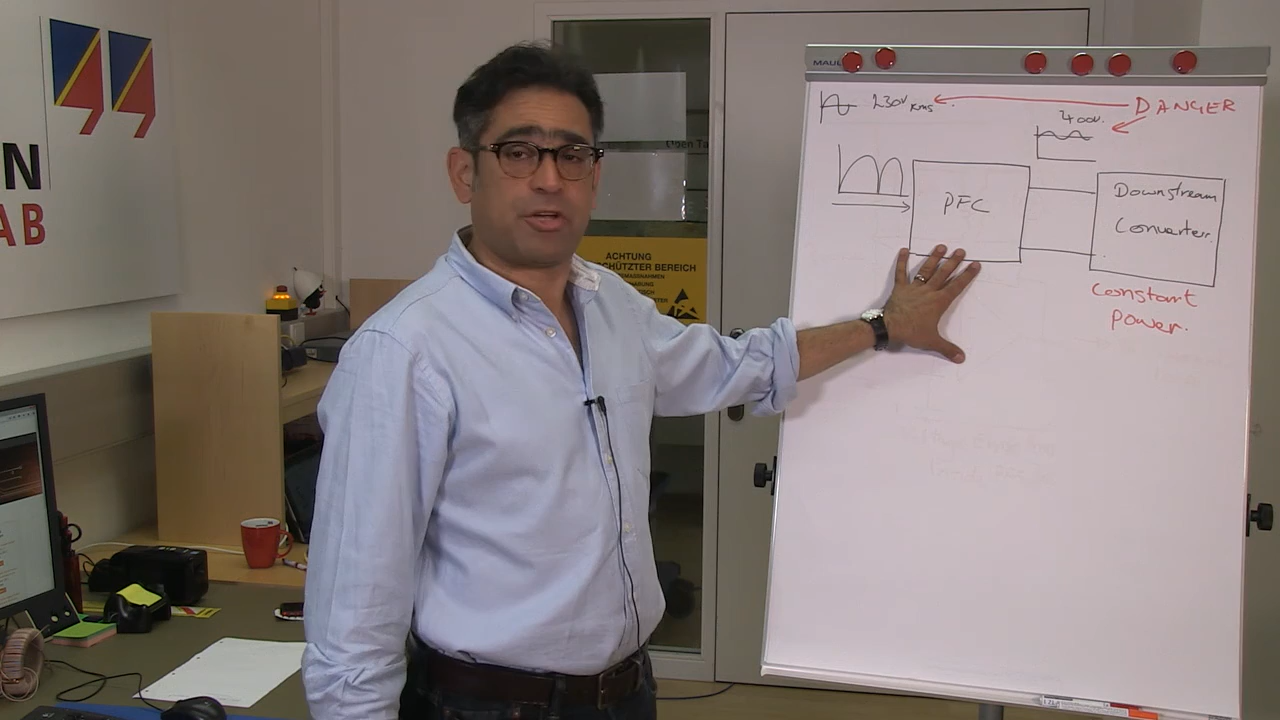 N
AB
ACHTUNG
SCHÜTZTER BEREICH
MAUL
230V RMS
DANGER
400V.
PFC
Downstream
Converter.
Constant
Power.